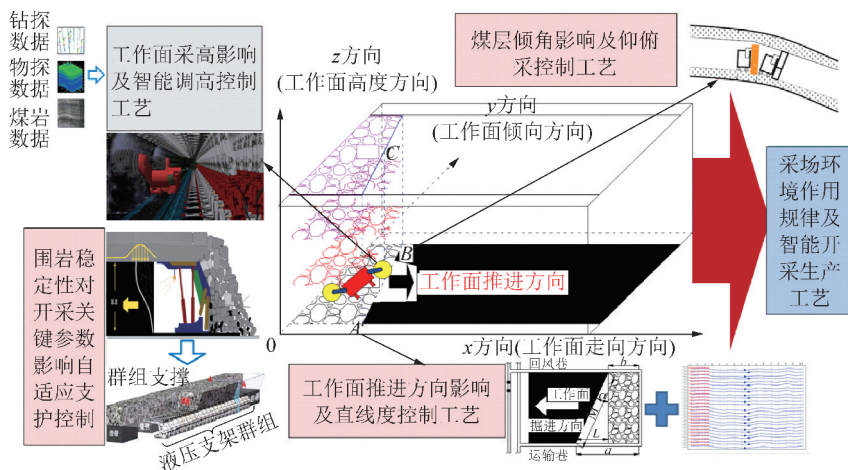 钻探
数据
物探
数据
煤岩
数据
工作面采高影响
及智能调高控制
工艺
z方向
(工作面高度方向)
煤层倾角影响及仰俯
采控制工艺
y方向
(工作面倾向方向)
C
B
工作面推进方向
A
0
x方向(工作面走向方向)
采场环
境作用
规律及
智能开
采生产
工艺
围岩稳
定性对
开采关
键参数
影响自
适应支
护控制
8.8
群组支撑
液压支架群组
工作面推进方向影响
及直线度控制工艺
回风巷
b
工作面
掘进方向
M
L
运输巷
a